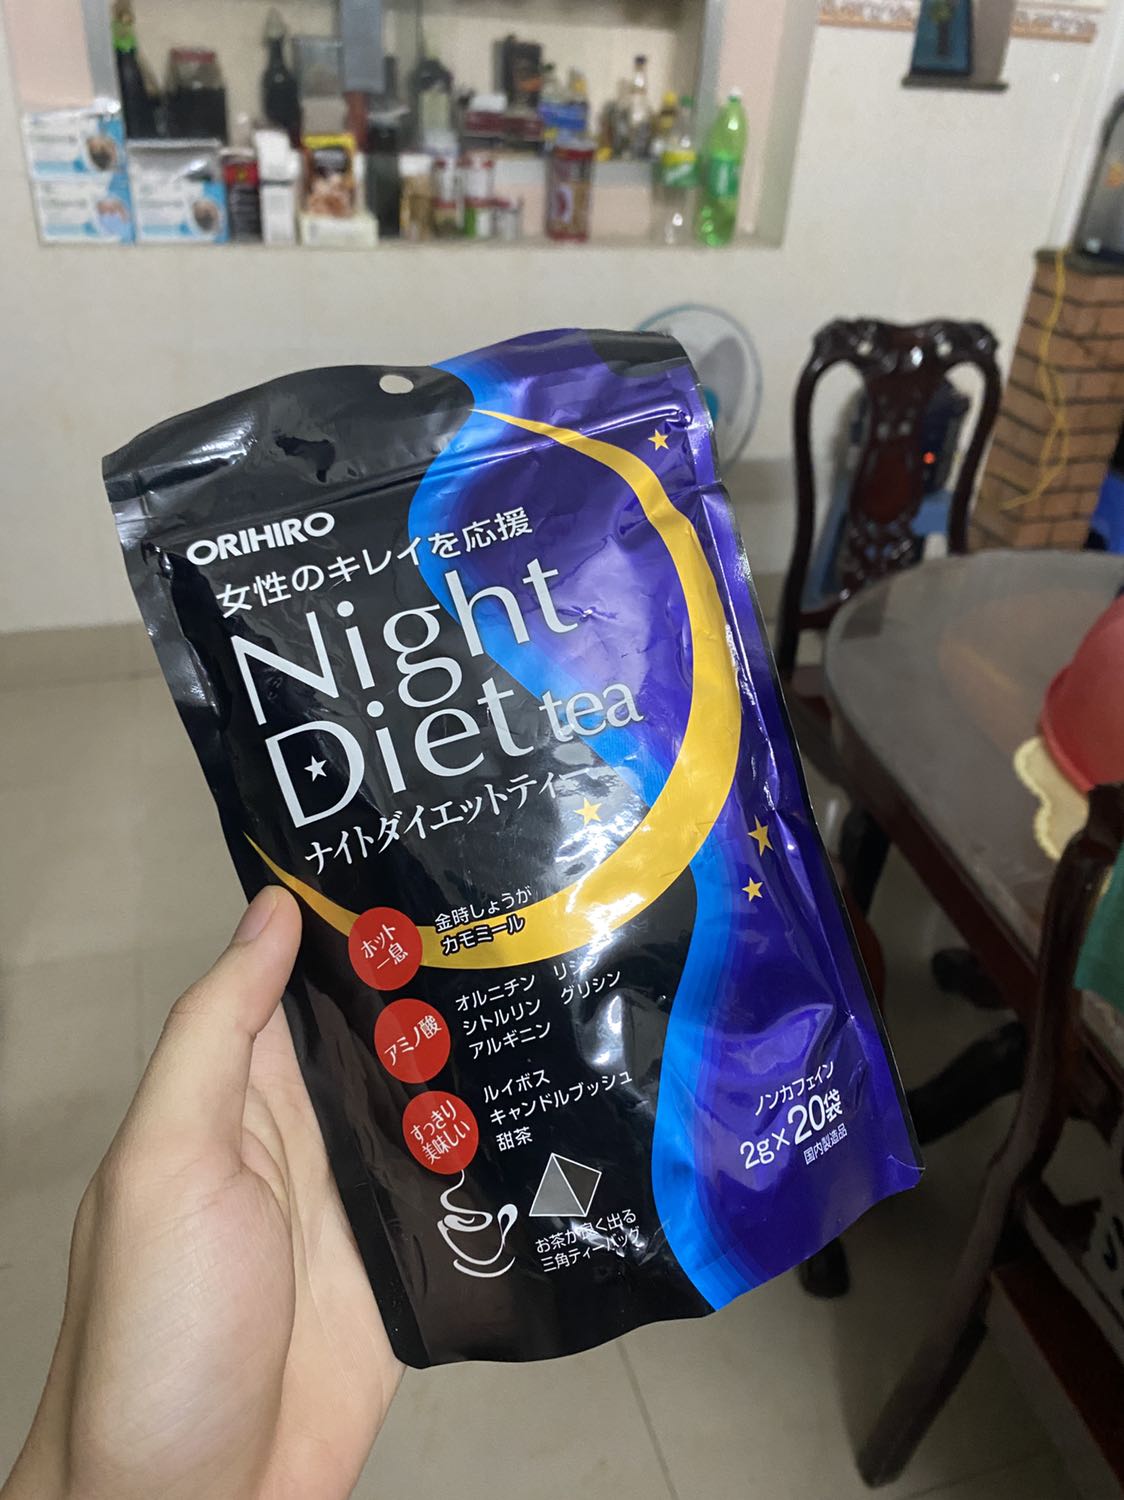 ORIHIRO
女性のキレイを応援
Night
Diet tea
ナイトダイエットティー
ホット
一息
金時しょうが
カモミール
アミノ酸
オルニチン リシン
シトルリン グリシン
アルギニン
すっきり
美味しい
ルイボス
キャンドルブッシュ
甜茶
お茶が良く出る
三角ティーバッグ
ノンカフェイン
2g×20袋
国内製造品